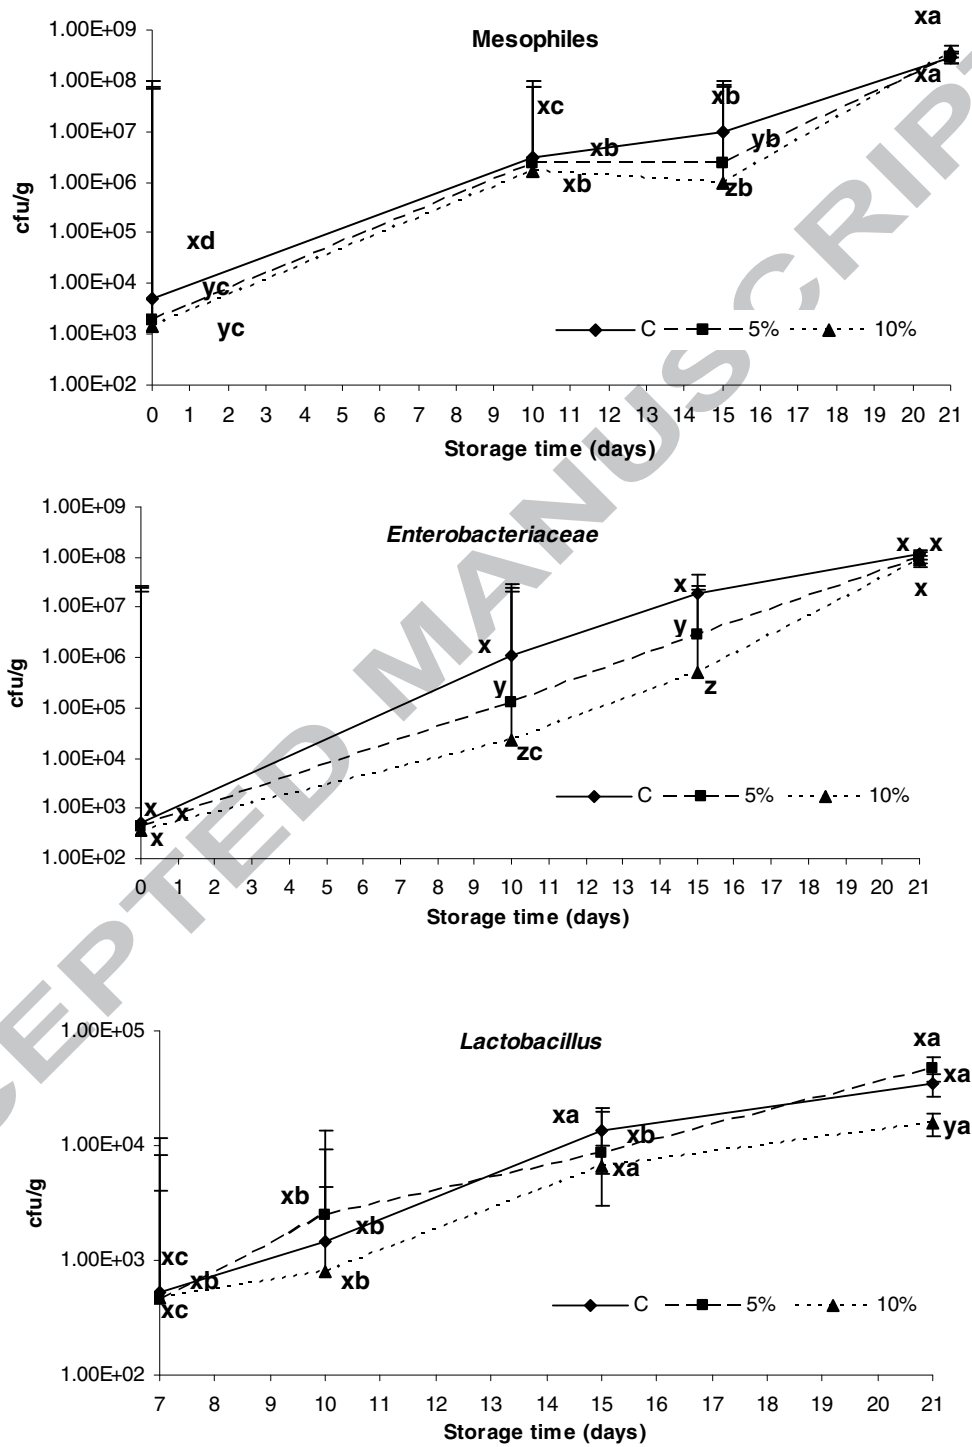 Mesophiles
cfu/g
1.00E+09
1.00E+08
1.00E+07
1.00E+06
1.00E+05
1.00E+04
1.00E+03
1.00E+02
xa
xa
xc
xb
xb
yb
xb
zb
xd
yc
yc
C 5% 10%
0 1 2 3 4 5 6 7 8 9 10 11 12 13 14 15 16 17 18 19 20 21
Storage time (days)
Enterobacteriaceae
cfu/g
1.00E+09
1.00E+08
1.00E+07
1.00E+06
1.00E+05
1.00E+04
1.00E+03
1.00E+02
x x
x
x
y
x
z
y
zc
x
x
x
C 5% 10%
0 1 2 3 4 5 6 7 8 9 10 11 12 13 14 15 16 17 18 19 20 21
Storage time (days)
Lactobacillus
cfu/g
1.00E+05
1.00E+04
1.00E+03
1.00E+02
xa
xa
ya
xa
xb
xa
xb
xb
xb
xc
xb
xc
C 5% 10%
7 8 9 10 11 12 13 14 15 16 17 18 19 20 21
Storage time (days)
CEPTED MANUSCRIPT